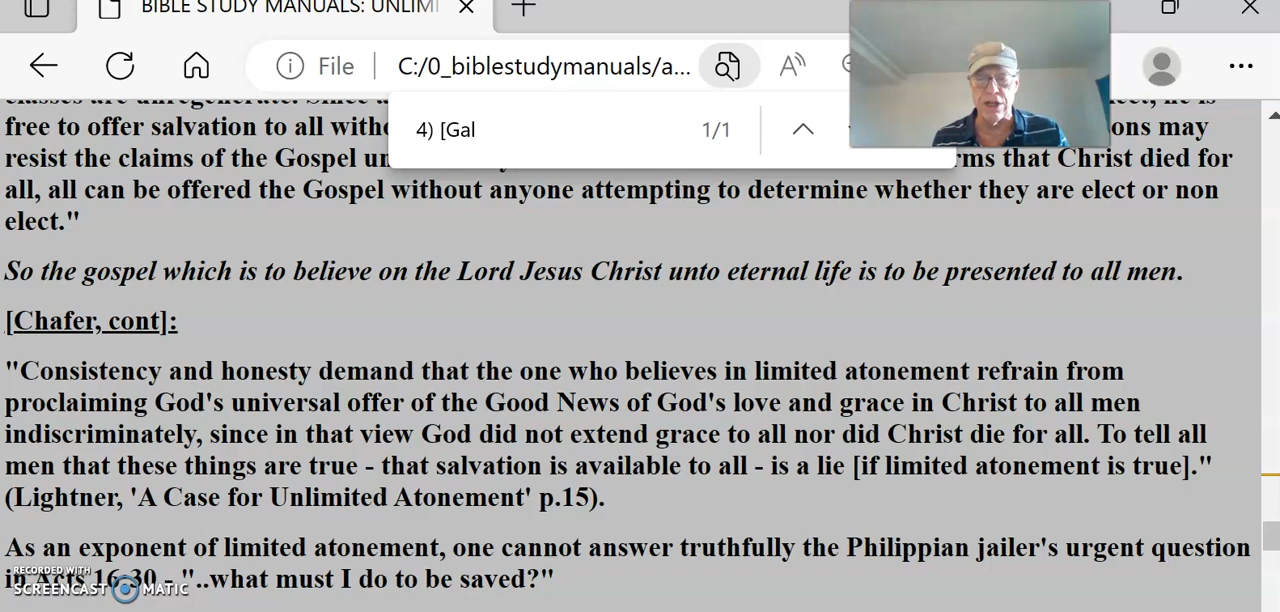 BIBLE STUDY MANUALS: UNLIMI
File
C:/0_biblestudymanuals/a...
4) [Gal
1/1
free to offer salvation to all witho ons may
resist the claims of the Gospel un rms that Christ died for
all, all can be offered the Gospel without anyone attempting to determine whether they are elect or non
elect."
So the gospel which is to believe on the Lord Jesus Christ unto eternal life is to be presented to all men.
[Chafer, cont]:
"Consistency and honesty demand that the one who believes in limited atonement refrain from
proclaiming God's universal offer of the Good News of God's love and grace in Christ to all men
indiscriminately, since in that view God did not extend grace to all nor did Christ die for all. To tell all
men that these things are true - that salvation is available to all - is a lie [if limited atonement is true]."
(Lightner, 'A Case for Unlimited Atonement' p.15).
As an exponent of limited atonement, one cannot answer truthfully the Philippian jailer's urgent question
in Acts 16:30 - "..what must I do to be saved?"
RECORDED WITH
SCREENCAST MATIC